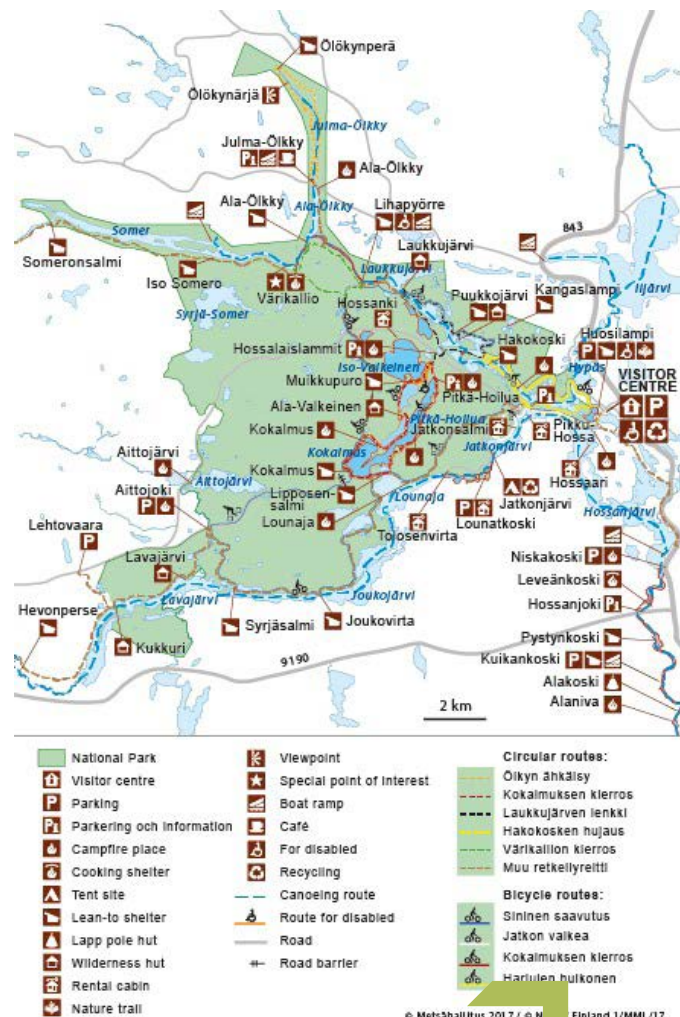 Ölökynperä
Ölökynärjä
Julma-Ölkky
Julma-Ölkky
Ala-Ölkky
Ala-Ölkky
Ala-Ölkky
Lihapyörre
843
Somer
Laukkujärvi
Someronsalmi
Iso Somero
Värikallio
Laukkujärvi
Kangaslampi
Iijärvi
Puukkojärvi
Syrjä-Somer
Hossanki
Hakokoski
Huosilampi
Hossalaislammit
Iso-Valkeinen
Hypäs
VISITOR
CENTRE
Muikkupuro
Pitkä-Hoilua
Ala-Valkeinen
Pitkä-Hoilua
Jatkonsalmi
Pikku-
Hossa
Kokalmus
Jatkonjärvi
Aittojärvi
Kokalmus
Hossaari
Kokalmus
Aittojärvi
Lipposen-
salmi
Lounaja
Jatkonjärvi
Aittojoki
Hossanjärvi
Lehtovaara
Lounaja
Lounatkoski
Tolosenvirta
Niskakoski
Lavajärvi
Leveänkoski
Lavajärvi
Joukojärvi
Hossanjoki
Hevonperse
Syrjäsalmi
Joukovirta
Pystynkoski
Kukkuri
Kuikankoski
9190
Alakoski
2 km
Alaniva
National Park
Visitor centre
Parking
Parkering och information
Campfire place
Cooking shelter
Tent site
Lean-to shelter
Lapp pole hut
Wilderness hut
Rental cabin
Nature trail
Viewpoint
Special point of interest
Boat ramp
Café
For disabled
Recycling
Canoeing route
Route for disabled
Road
Road barrier
Circular routes:
Ölkyn ähkäisy
Kokalmuksen kierros
Laukkujärven lenkki
Hakokosken hujaus
Värikallion kierros
Muu retkeilyreitti
Bicycle routes:
Sininen saavutus
Jatkon valkea
Kokalmuksen kierros
Harjujen huikonen
© Metsähallitus 2017 / © Finland 1/MML/17